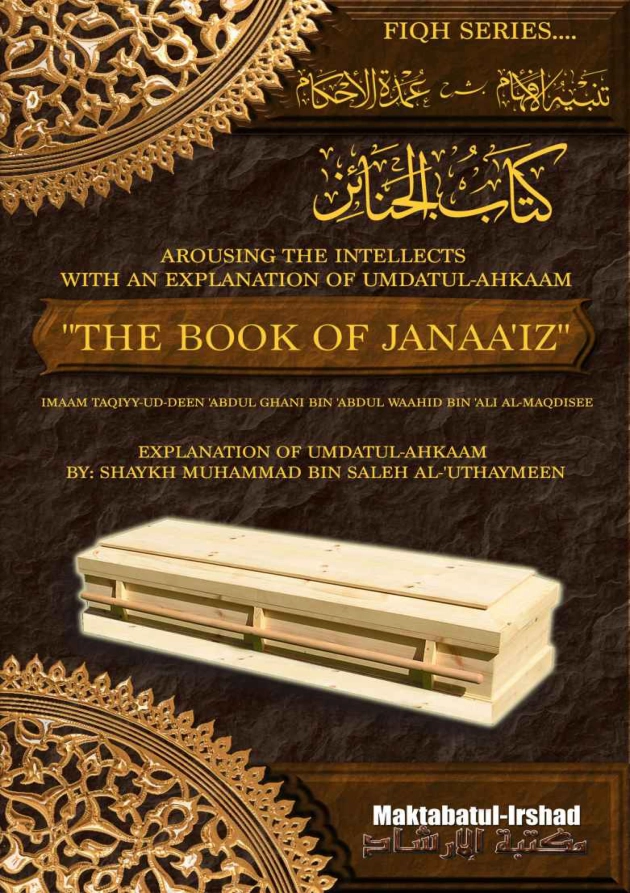 FIQH SERIES....
تنبيه الأفهام بشرح عمدة الأحكام
كتاب الجنائز
AROUSING THE INTELLECTS
WITH AN EXPLANATION OF UMDATUL-AHKAAM
"THE BOOK OF JANAA'IZ"
IMAAM TAQIYY-UD-DEEN 'ABDUL GHANI BIN 'ABDUL WAAHID BIN 'ALI AL-MAQDISEE
EXPLANATION OF UMDATUL-AHKAAM
BY: SHAYKH MUHAMMAD BIN SALEH AL-'UTHAYMEEN
Maktabatul-Irshad
مكتبة الإرشاد